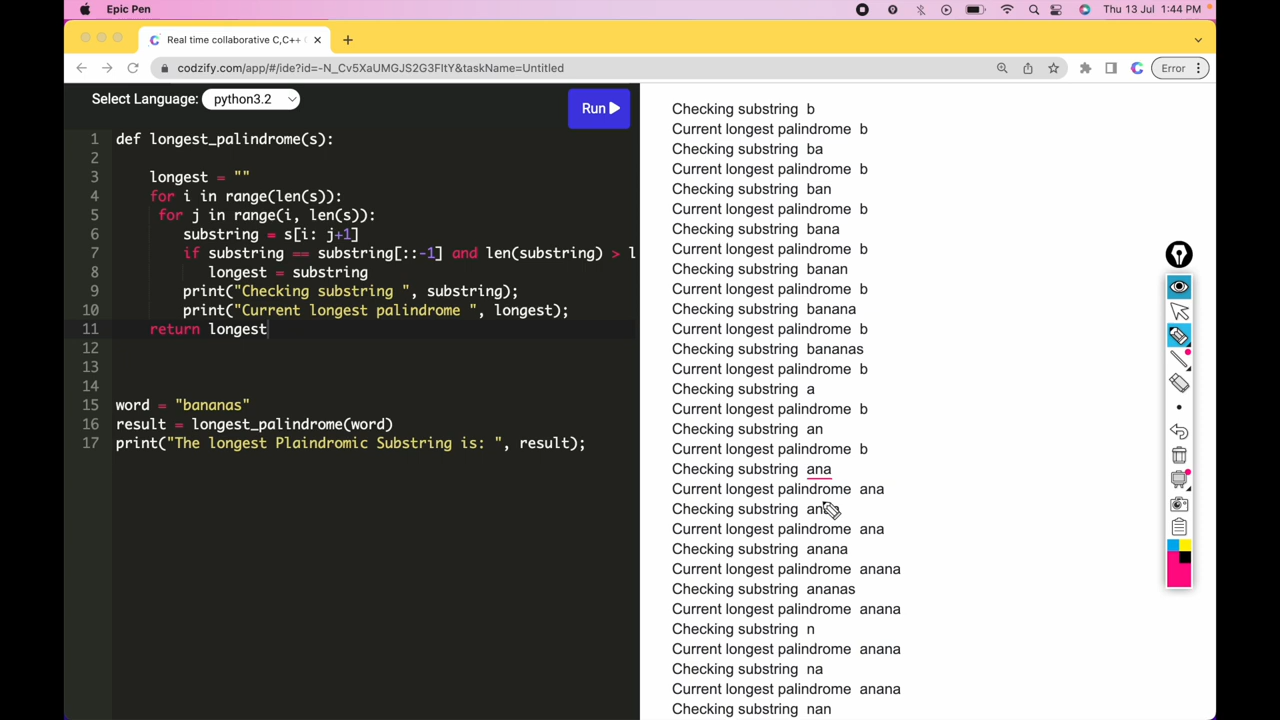 Epic Pen
Thu 13 Jul 1:44 PM
Real time collaborative C,C++
codzify.com/app/#/ide?id=-N_Cv5XaUMGJS2G3FItY&taskName=Untitled
Error
Select Language: python3.2
Run
1 def longest_palindrome(s):
2
3 longest = ""
4 for i in range(len(s)):
5 for j in range(i, len(s)):
6 substring = s[i: j+1]
7 if substring == substring[::-1] and len(substring) > l
8 longest = substring
9 print("Checking substring ", substring);
10 print("Current longest palindrome ", longest);
11 return longest
12
13
14
15 word = "bananas"
16 result = longest_palindrome(word)
17 print("The longest Plaindromic Substring is: ", result);
Checking substring b
Current longest palindrome b
Checking substring ba
Current longest palindrome b
Checking substring ban
Current longest palindrome b
Checking substring bana
Current longest palindrome b
Checking substring banan
Current longest palindrome b
Checking substring banana
Current longest palindrome b
Checking substring bananas
Current longest palindrome b
Checking substring a
Current longest palindrome b
Checking substring an
Current longest palindrome b
Checking substring ana
Current longest palindrome ana
Checking substring
Current longest palindrome ana
Checking substring anana
Current longest palindrome anana
Checking substring ananas
Current longest palindrome anana
Checking substring n
Current longest palindrome anana
Checking substring na
Current longest palindrome anana
Checking substring nan